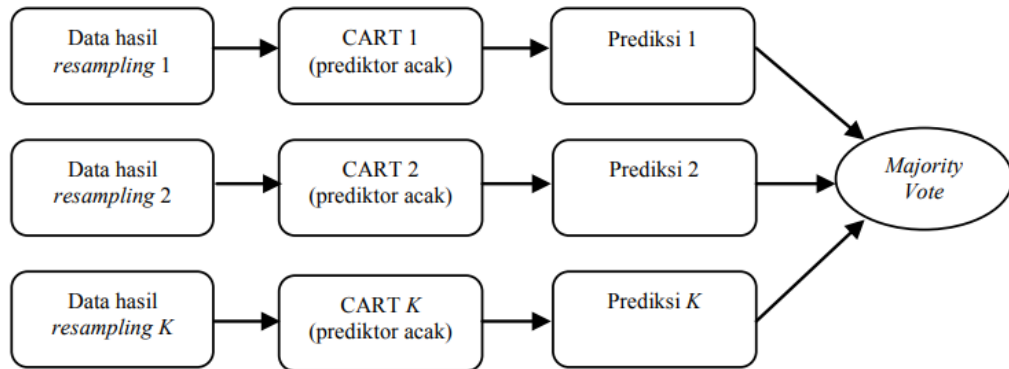 Data hasil
resampling 1
CART 1
(prediktor acak)
Prediksi 1
Data hasil
resampling 2
CART 2
(prediktor acak)
Prediksi 2
Majority
Vote
Data hasil
resampling K
CART K
(prediktor acak)
Prediksi K